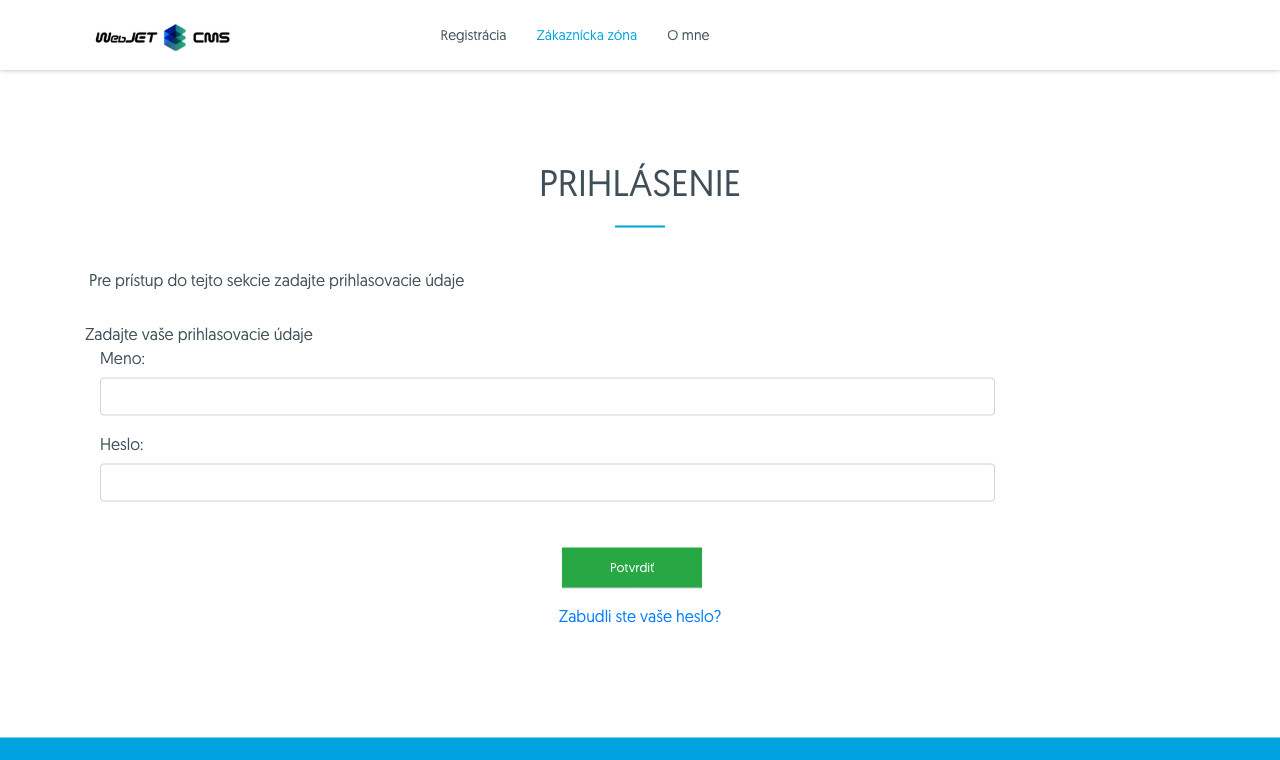 WebJET CMS
Registrácia Zákaznícka zóna O mne
PRIHLÁSENIE
Pre prístup do tejto sekcie zadajte prihlasovacie údaje
Zadajte vaše prihlasovacie údaje
Meno:
Heslo:
Potvrdiť
Zabudli ste vaše heslo?